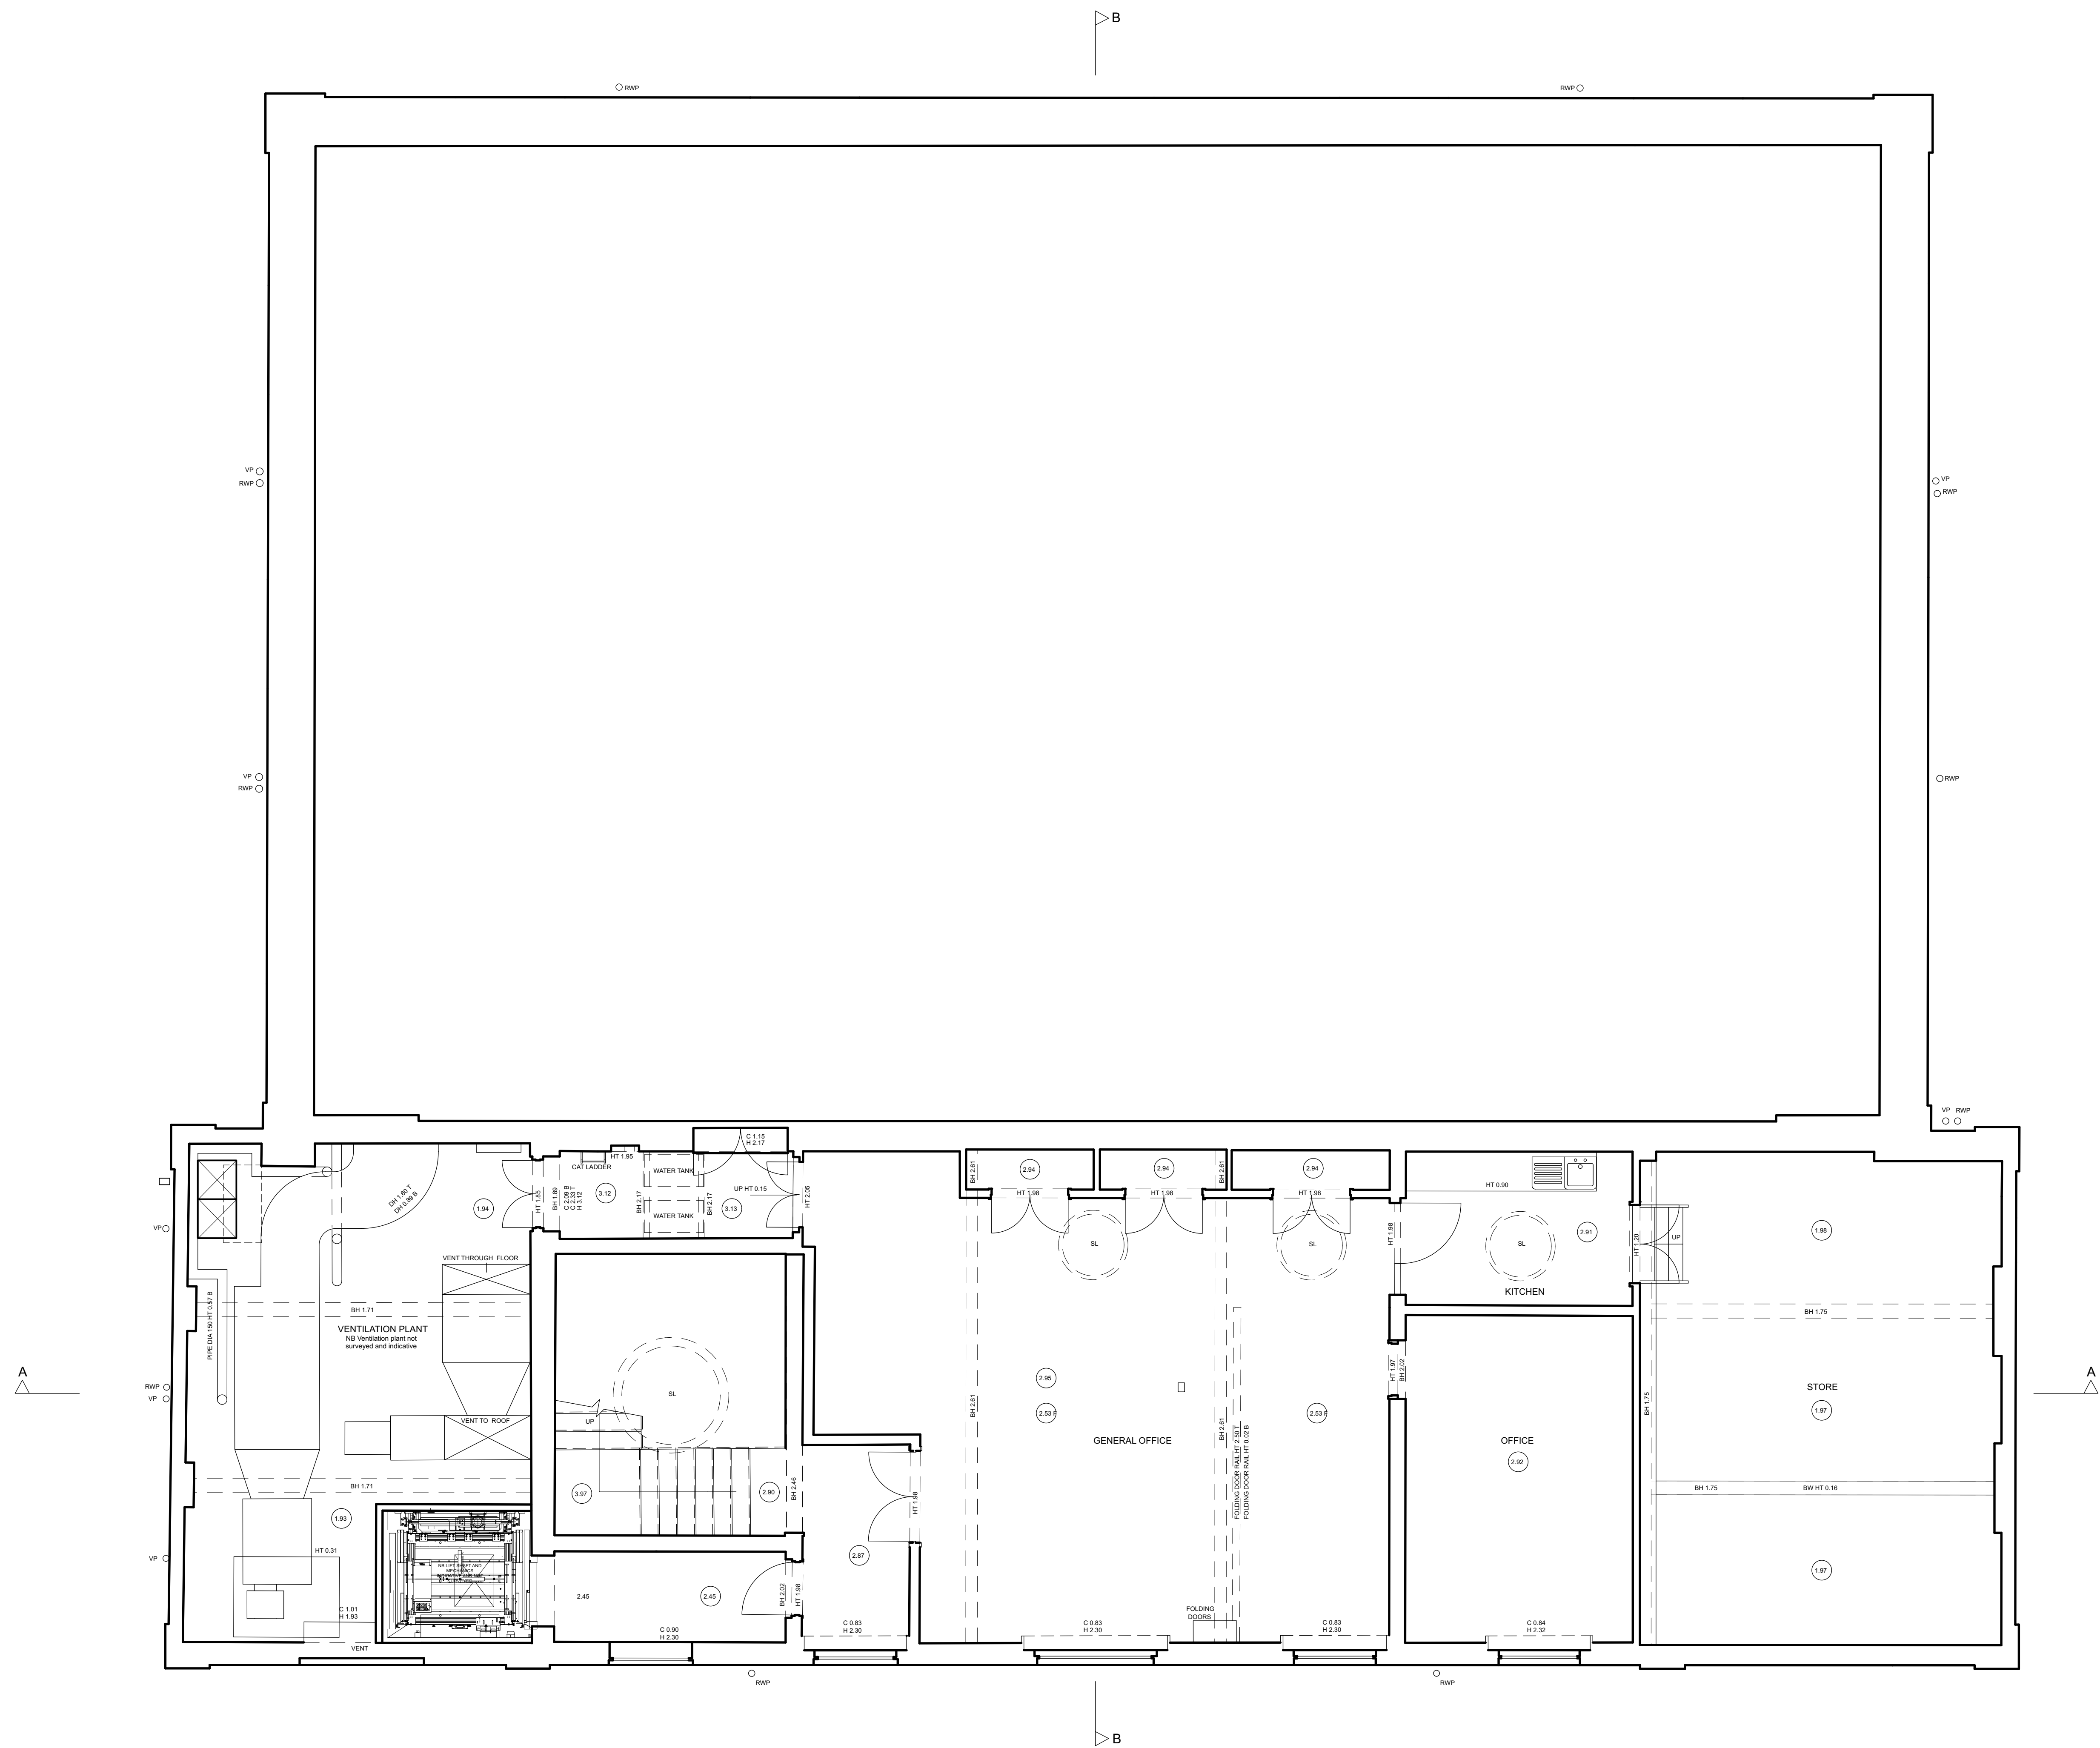 B
RWP
RWP
VP
RWP
VP
RWP
VP
RWP
RWP
VP RWP
C 1.15
H 2.17
HT 1.95
CAT LADDER
WATER TANK
WATER TANK
UP HT 0.15
3.12
3.13
BH 2.17
BH 2.17
HT 2.05
HT 1.85
BH 1.89
C 2.09 B
C 2.33 T
H 3.12
DH 1.60 T
DH 0.89 B
1.94
BH 2.61
2.94
HT 1.98
2.94
HT 1.98
BH 2.61
2.94
HT 1.98
HT 0.90
HT 1.98
2.91
SL
SL
SL
KITCHEN
HT 1.20
UP
1.98
VP
VENT THROUGH FLOOR
PIPE DIA 150 HT 0.57 B
BH 1.71
VENTILATION PLANT
NB Ventilation plant not
surveyed and indicative
BH 1.75
A
A
RWP
VP
SL
UP
VENT TO ROOF
2.95
2.53 F
2.53 F
BH 2.61
BH 2.61
GENERAL OFFICE
FOLDING DOOR RAIL HT 2.50 T
FOLDING DOOR RAIL HT 0.02 B
HT 1.97
BH 2.02
OFFICE
2.92
STORE
1.97
BH 1.75
BH 1.75
BW HT 0.16
BH 1.71
3.97
2.90
BH 2.46
HT 1.98
1.93
HT 0.31
VP
NB LIFT SHAFT AND
MECHANICS
2.87
2.45
2.45
BH 2.02
HT 1.98
1.97
C 1.01
H 1.93
VENT
C 0.90
H 2.30
C 0.83
H 2.30
C 0.83
H 2.30
FOLDING
DOORS
C 0.83
H 2.30
C 0.84
H 2.32
RWP
RWP
B